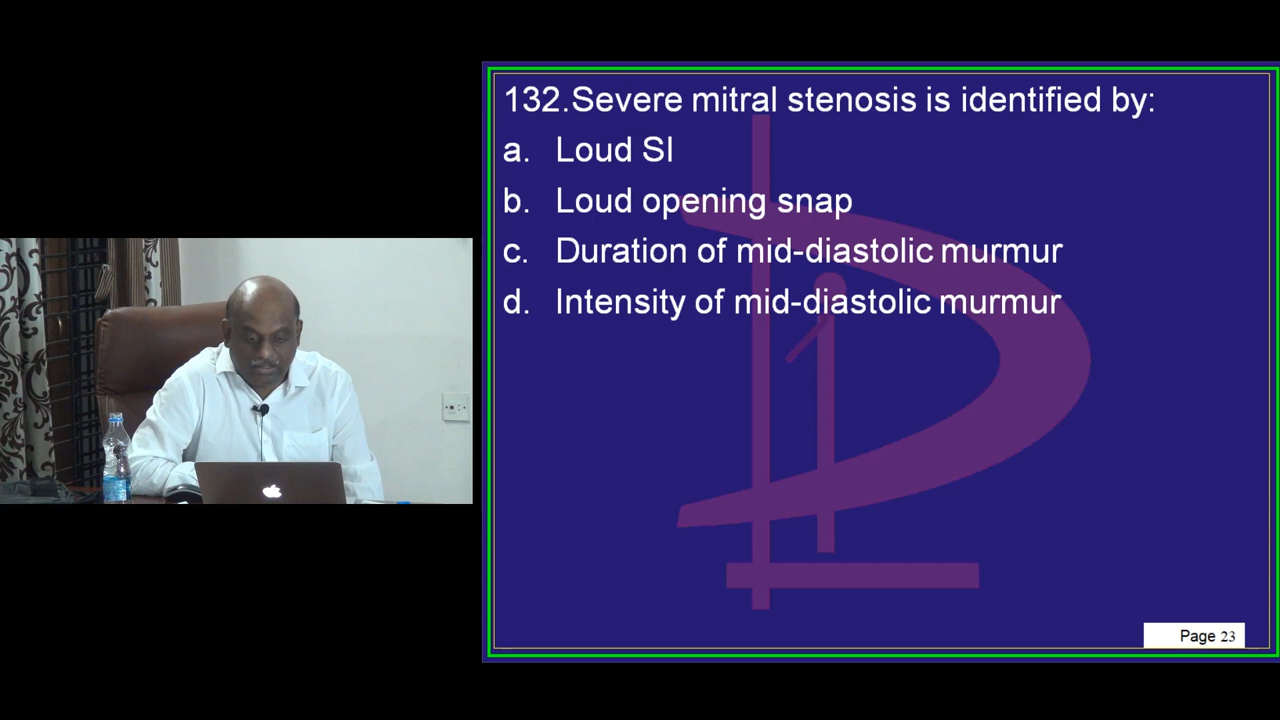 132.Severe mitral stenosis is identified by:
a. Loud SI
b. Loud opening snap
c. Duration of mid-diastolic murmur
d. Intensity of mid-diastolic murmur
Page 23